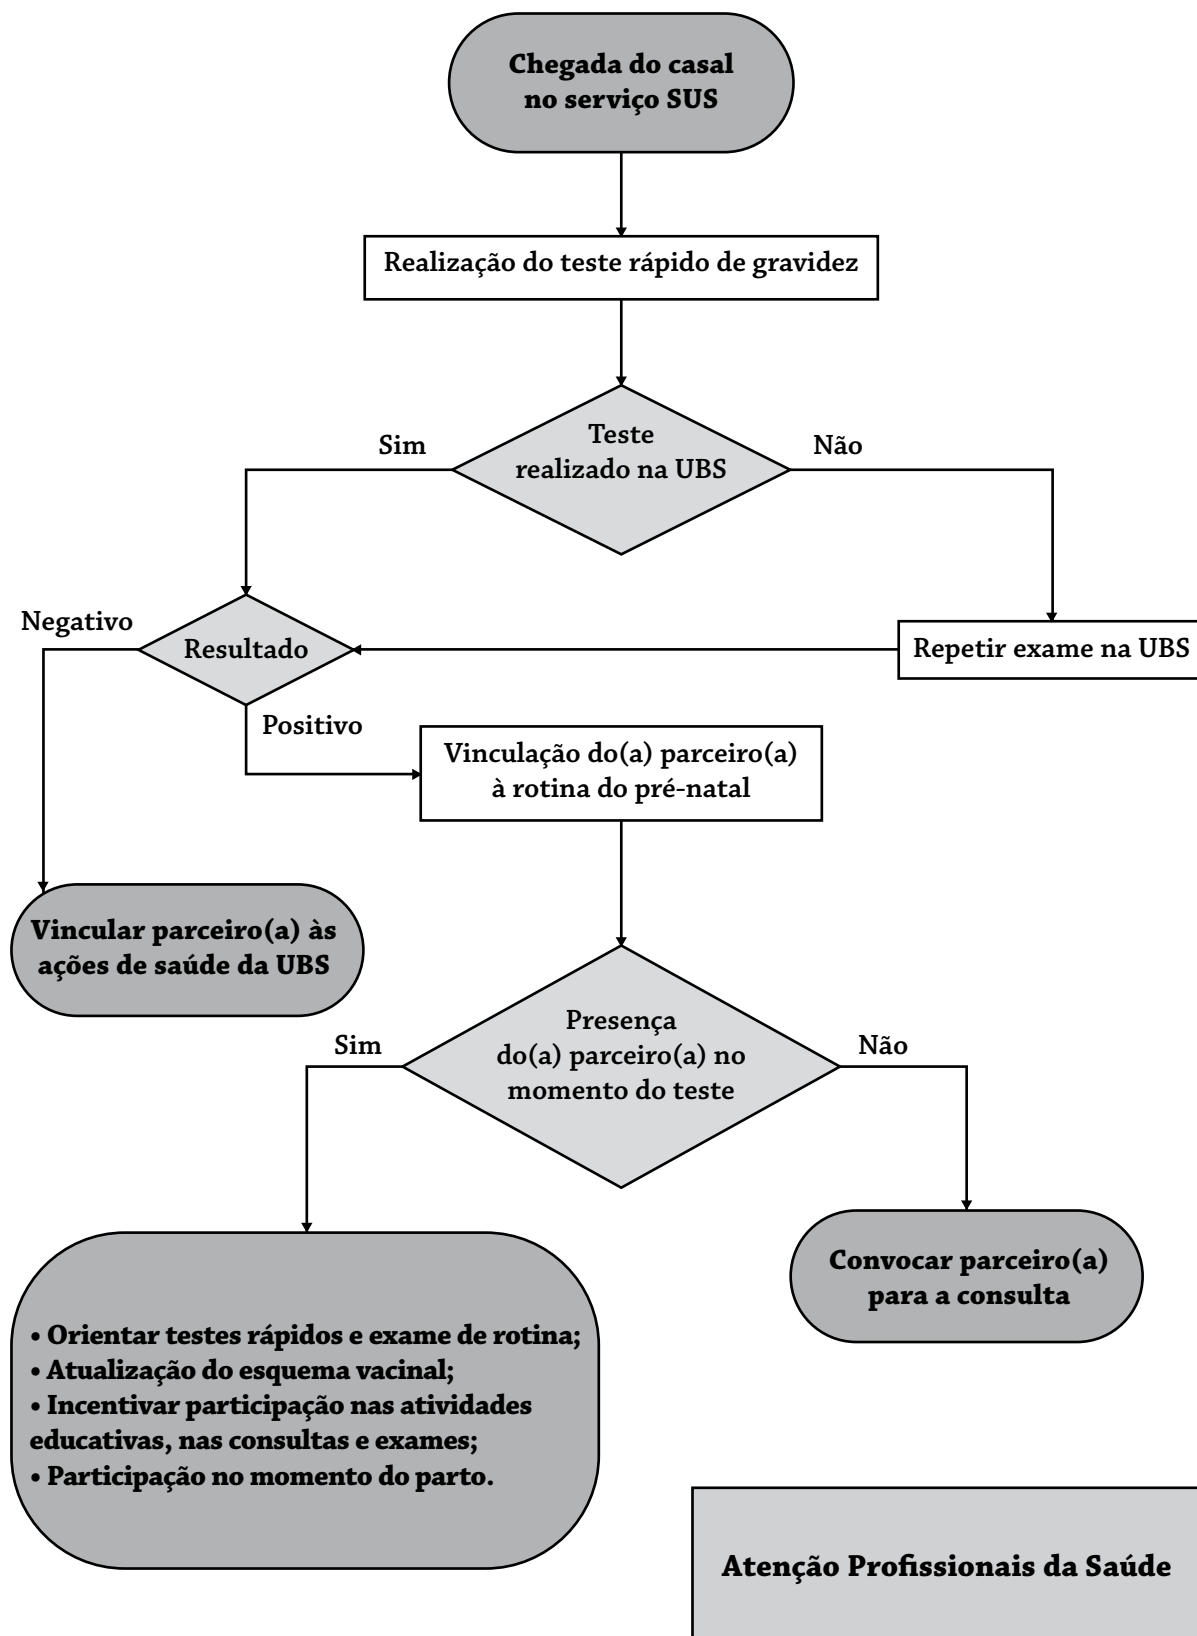 Chegada do casal
no serviço SUS
Realização do teste rápido de gravidez
Teste
realizado na UBS
Sim
Não
Negativo
Resultado
Repetir exame na UBS
Positivo
Vinculação do(a) parceiro(a)
à rotina do pré-natal
Vincular parceiro(a) às
ações de saúde da UBS
Presença
do(a) parceiro(a) no
momento do teste
Sim
Não
Convocar parceiro(a)
para a consulta
• Orientar testes rápidos e exame de rotina;
• Atualização do esquema vacinal;
• Incentivar participação nas atividades
educativas, nas consultas e exames;
• Participação no momento do parto.
Atenção Profissionais da Saúde